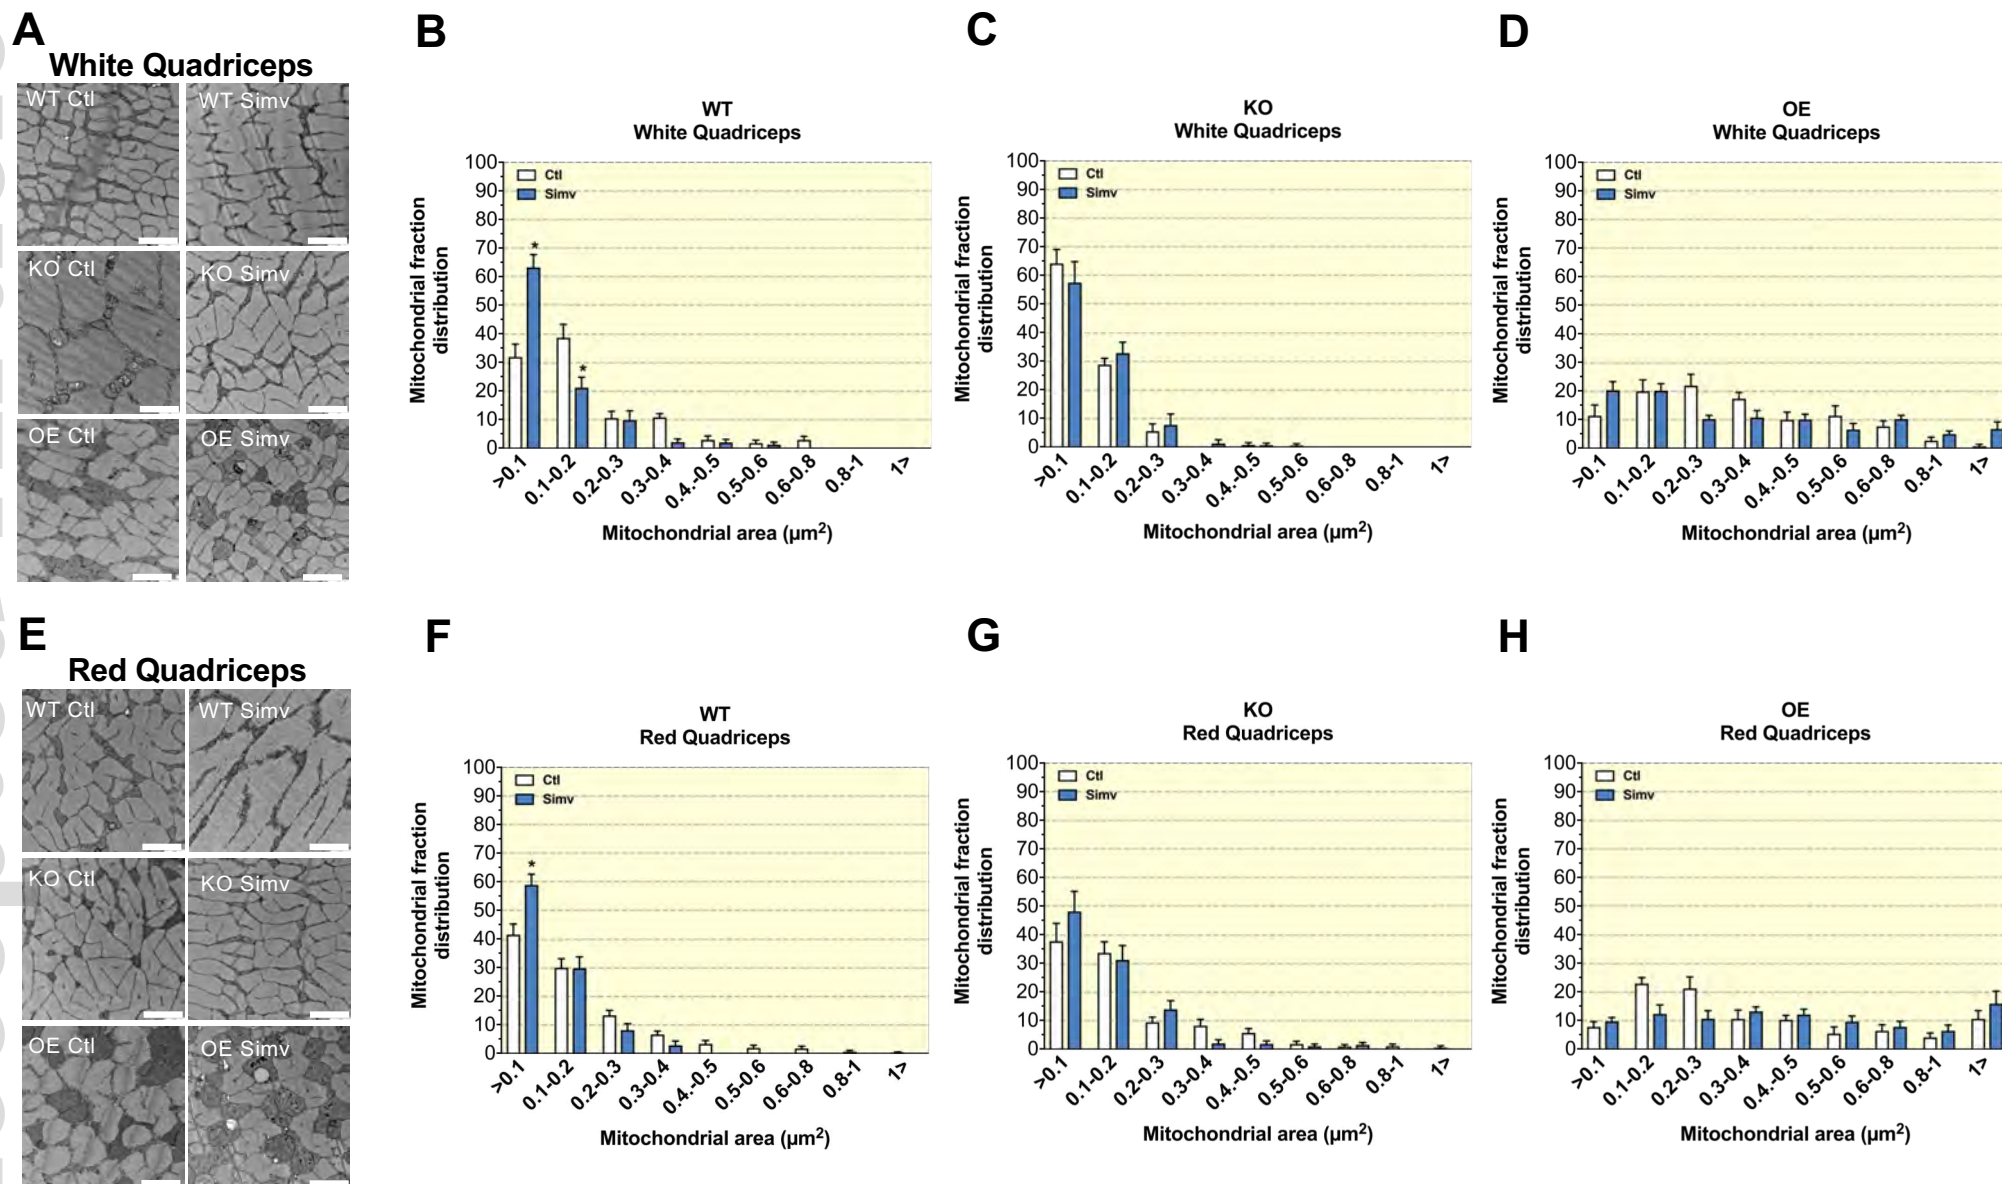 A
White Quadriceps
WT Ctl
WT Simv
KO Ctl
KO Simv
OE Ctl
OE Simv
B
WT
White Quadriceps
Mitochondrial fraction
distribution
100
90
80
70
60
50
40
30
20
10
0
Ctl
Simv
*
*
>0.1
0.1-0.2
0.2-0.3
0.3-0.4
0.4.-0.5
0.5-0.6
0.6-0.8
0.8-1
1>
Mitochondrial area (µm²)
C
KO
White Quadriceps
Mitochondrial fraction
distribution
100
90
80
70
60
50
40
30
20
10
0
Ctl
Simv
>0.1
0.1-0.2
0.2-0.3
0.3-0.4
0.4.-0.5
0.5-0.6
0.6-0.8
0.8-1
1>
Mitochondrial area (µm²)
D
OE
White Quadriceps
Mitochondrial fraction
distribution
100
90
80
70
60
50
40
30
20
10
0
Ctl
Simv
>0.1
0.1-0.2
0.2-0.3
0.3-0.4
0.4.-0.5
0.5-0.6
0.6-0.8
0.8-1
1>
Mitochondrial area (µm²)
E
Red Quadriceps
WT Ctl
WT Simv
KO Ctl
KO Simv
OE Ctl
OE Simv
F
WT
Red Quadriceps
Mitochondrial fraction
distribution
100
90
80
70
60
50
40
30
20
10
0
Ctl
Simv
*
>0.1
0.1-0.2
0.2-0.3
0.3-0.4
0.4.-0.5
0.5-0.6
0.6-0.8
0.8-1
1>
Mitochondrial area (µm²)
G
KO
Red Quadriceps
Mitochondrial fraction
distribution
100
90
80
70
60
50
40
30
20
10
0
Ctl
Simv
>0.1
0.1-0.2
0.2-0.3
0.3-0.4
0.4.-0.5
0.5-0.6
0.6-0.8
0.8-1
1>
Mitochondrial area (µm²)
H
OE
Red Quadriceps
Mitochondrial fraction
distribution
100
90
80
70
60
50
40
30
20
10
0
Ctl
Simv
>0.1
0.1-0.2
0.2-0.3
0.3-0.4
0.4.-0.5
0.5-0.6
0.6-0.8
0.8-1
1>
Mitochondrial area (µm²)